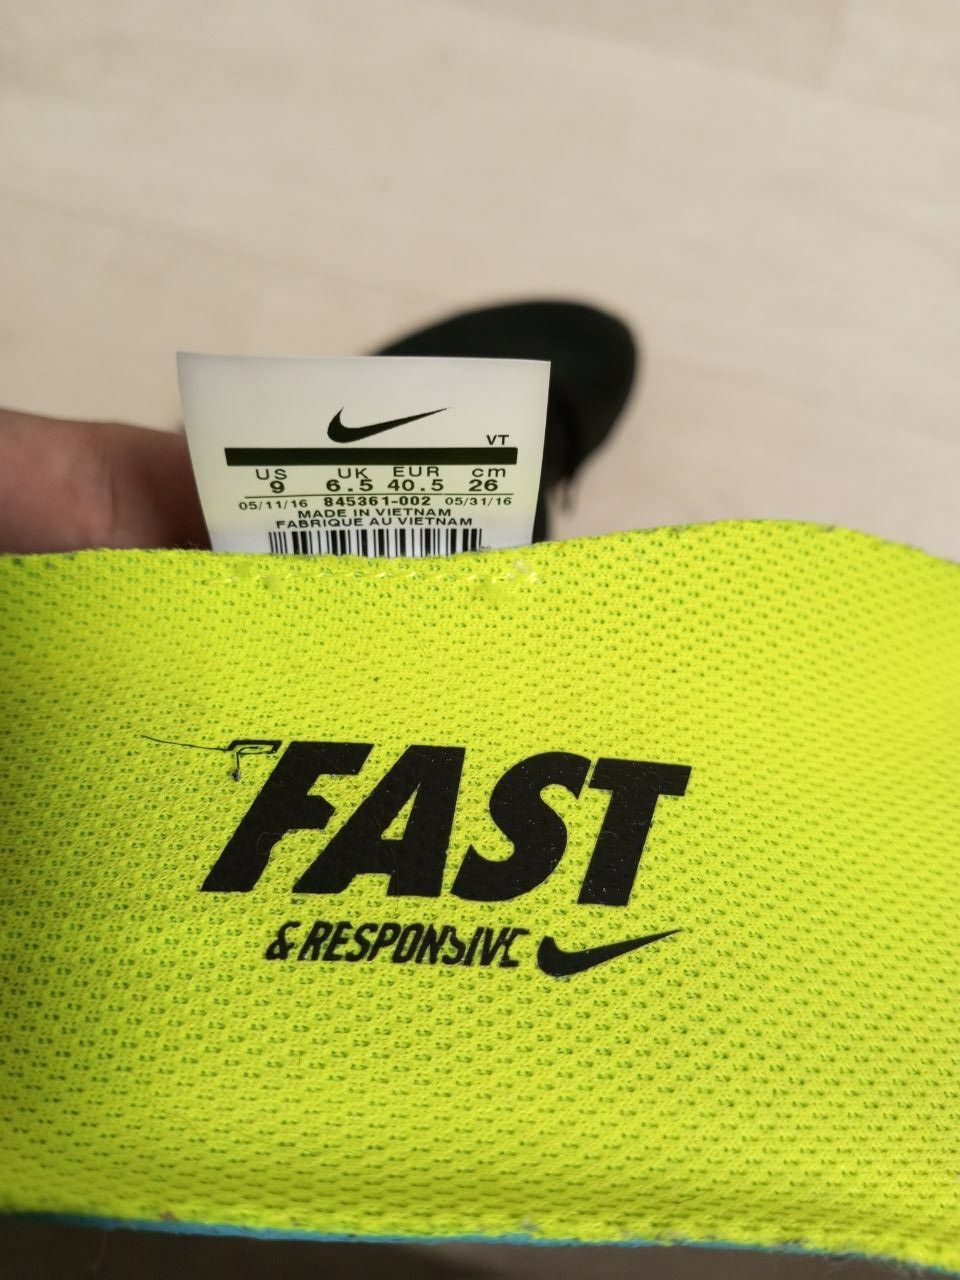 VT
US UK EUR cm
9 6.5 40.5 26
05/11/16 845361-002 05/31/16
MADE IN VIETNAM
FABRIQUE AU VIETNAM
FAST
& RESPONSIVE